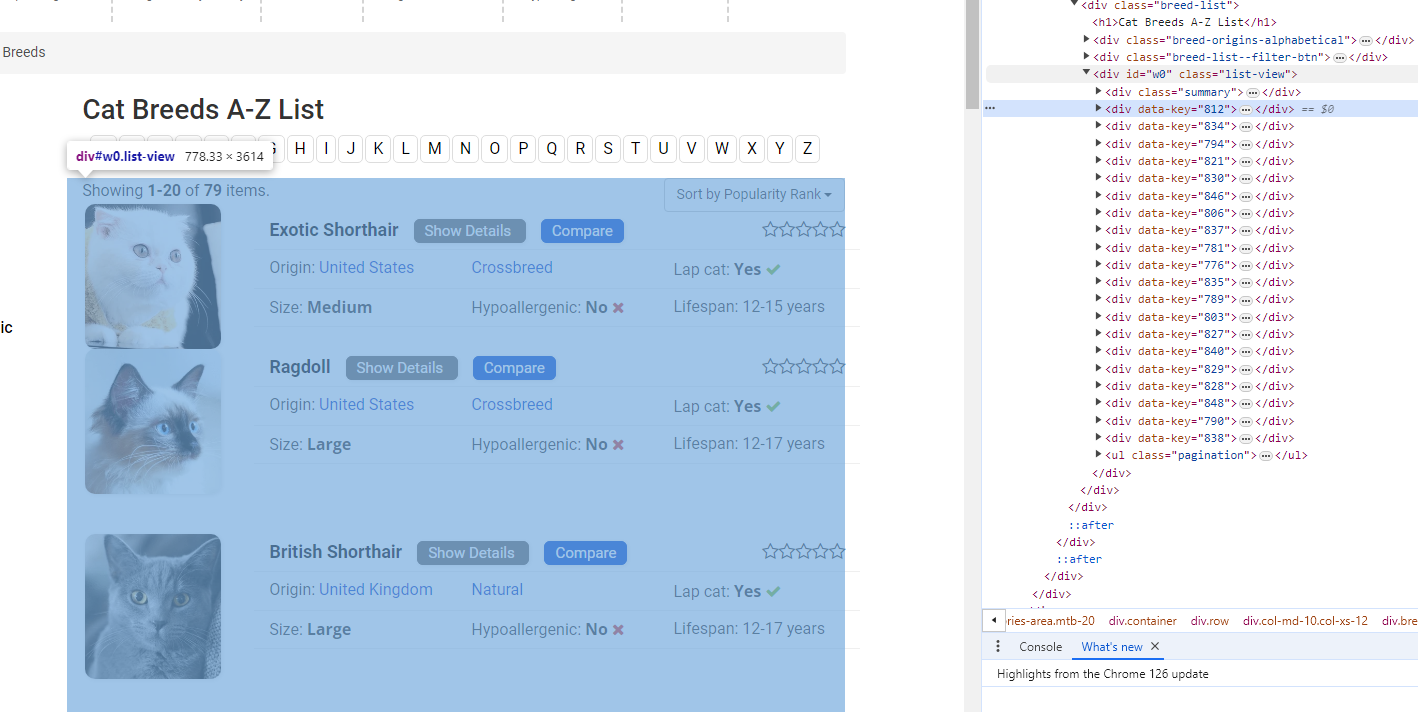 Breeds
Cat Breeds A-Z List
G H I J K L M N O P Q R S T U V W X Y Z
div#w0.list-view 778.33 × 3614
Showing 1-20 of 79 items.
Sort by Popularity Rank
Exotic Shorthair Show Details Compare
Origin: United States Crossbreed Lap cat: Yes ✔
Size: Medium Hypoallergenic: No ✖ Lifespan: 12-15 years
ic
Ragdoll Show Details Compare
Origin: United States Crossbreed Lap cat: Yes ✔
Size: Large Hypoallergenic: No ✖ Lifespan: 12-17 years
British Shorthair Show Details Compare
Origin: United Kingdom Natural Lap cat: Yes ✔
Size: Large Hypoallergenic: No ✖ Lifespan: 12-17 years
<div class="breed-list">
<h1>Cat Breeds A-Z List</h1>
<div class="breed-origins-alphabetical">…</div>
<div class="breed-list--filter-btn">…</div>
<div id="w0" class="list-view">
<div class="summary">…</div>
<div data-key="812">…</div> == $0
<div data-key="834">…</div>
<div data-key="794">…</div>
<div data-key="821">…</div>
<div data-key="830">…</div>
<div data-key="846">…</div>
<div data-key="806">…</div>
<div data-key="837">…</div>
<div data-key="781">…</div>
<div data-key="776">…</div>
<div data-key="835">…</div>
<div data-key="789">…</div>
<div data-key="803">…</div>
<div data-key="827">…</div>
<div data-key="840">…</div>
<div data-key="829">…</div>
<div data-key="828">…</div>
<div data-key="848">…</div>
<div data-key="790">…</div>
<div data-key="838">…</div>
<ul class="pagination">…</ul>
</div>
</div>
</div>
::after
</div>
::after
</div>
</div>
ries-area.mtb-20 div.container div.row div.col-md-10.col-xs-12 div.bre
Console What's new ✕
Highlights from the Chrome 126 update